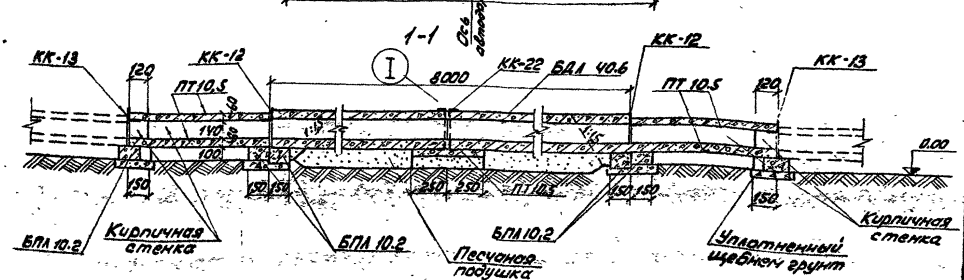 Ось
автодор
1-1
I
КК-13
120
КК-12
ПТ10.5
8000
КК-22
БДЛ 40.6
КК-12
ПТ 10.5
120
КК-13
60
140
100
1:15
0.00
150
150 150
250 250
ПТ10.5
150 150
150
БПЛ 10.2
Кирпичная
стенка
БПЛ 10.2
Песчаная
подушка
БПЛ10.2
Уплотненный
щебнем грунт
Кирпичная
стенка